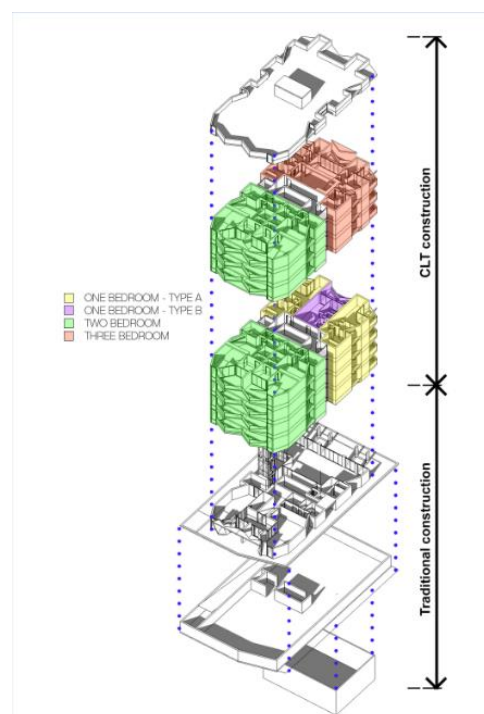 CLT construction
ONE BEDROOM - TYPE A
ONE BEDROOM - TYPE B
TWO BEDROOM
THREE BEDROOM
Traditional construction